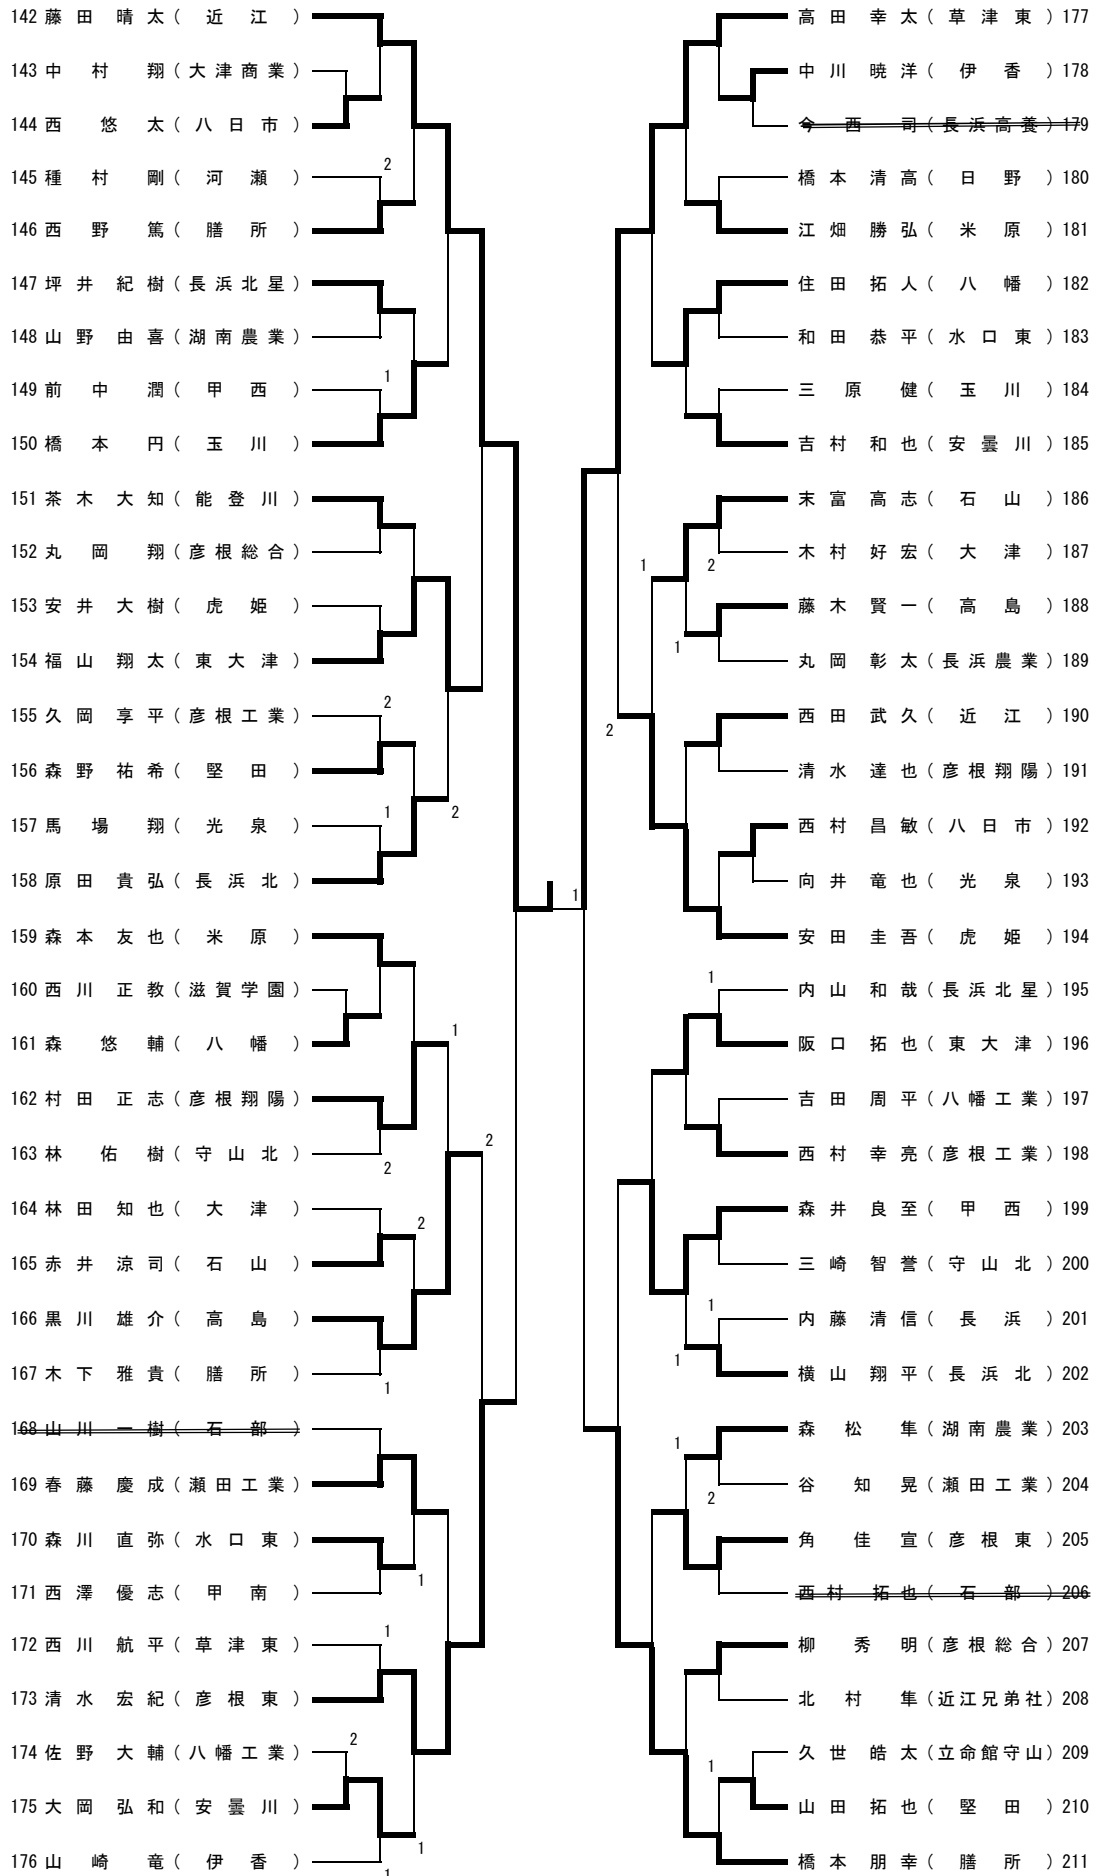 142 藤田 晴太(近江)
143 中村 翔(大津商業)
144 西 悠太(八日市)
2
145 種村 剛(河瀬)
146 西野 篤(膳所)
147 坪井紀樹(長浜北星)
148 山野由喜(湖南農業)
1
149 前中 潤(甲西)
150 橋本 円(玉川)
151 茶木大知(能登川)
152 丸岡 翔(彦根総合)
153 安井大樹(虎姫)
154 福山翔太(東大津)
2
155 久岡享平(彦根工業)
156 森野祐希(堅田)
1
2
157 馬場 翔(光泉)
158 原田貴弘(長浜北)
1
159 森本友也(米原)
160 西川正教(滋賀学園)
1
161 森 悠輔(八幡)
162 村田正志(彦根翔陽)
2
163 林 佑樹(守山北)
2
164 林田知也(大津)
2
165 赤井涼司(石山)
166 黒川雄介(高島)
167 木下雅貴(膳所)
1
168 山川一樹(石部)
169 春藤慶成(瀬田工業)
170 森川直弥(水口東)
1
171 西澤優志(甲南)
1
172 西川航平(草津東)
173 清水宏紀(彦根東)
2
174 佐野大輔(八幡工業)
175 大岡弘和(安曇川)
1
176 山崎 竜(伊香)
1
高田幸太(草津東)177
中川暁洋(伊香)178
今西 司(長浜高養)179
橋本清高(日野)180
江畑勝弘(米原)181
住田拓人(八幡)182
和田恭平(水口東)183
三原 健(玉川)184
吉村和也(安曇川)185
末富高志(石山)186
木村好宏(大津)187
1
2
藤木賢一(高島)188
1
丸岡彰太(長浜農業)189
西田武久(近江)190
2
清水達也(彦根翔陽)191
西村昌敏(八日市)192
向井竜也(光泉)193
安田圭吾(虎姫)194
1
内山和哉(長浜北星)195
阪口拓也(東大津)196
吉田周平(八幡工業)197
西村幸亮(彦根工業)198
森井良至(甲西)199
三崎智誉(守山北)200
1
内藤清信(長浜)201
1
横山翔平(長浜北)202
森松 隼(湖南農業)203
1
谷 知晃(瀬田工業)204
2
角 佳宣(彦根東)205
西村拓也(石部)206
柳 秀明(彦根総合)207
北村 隼(近江兄弟社)208
久世皓太(立命館守山)209
1
山田拓也(堅田)210
橋本朋幸(膳所)211